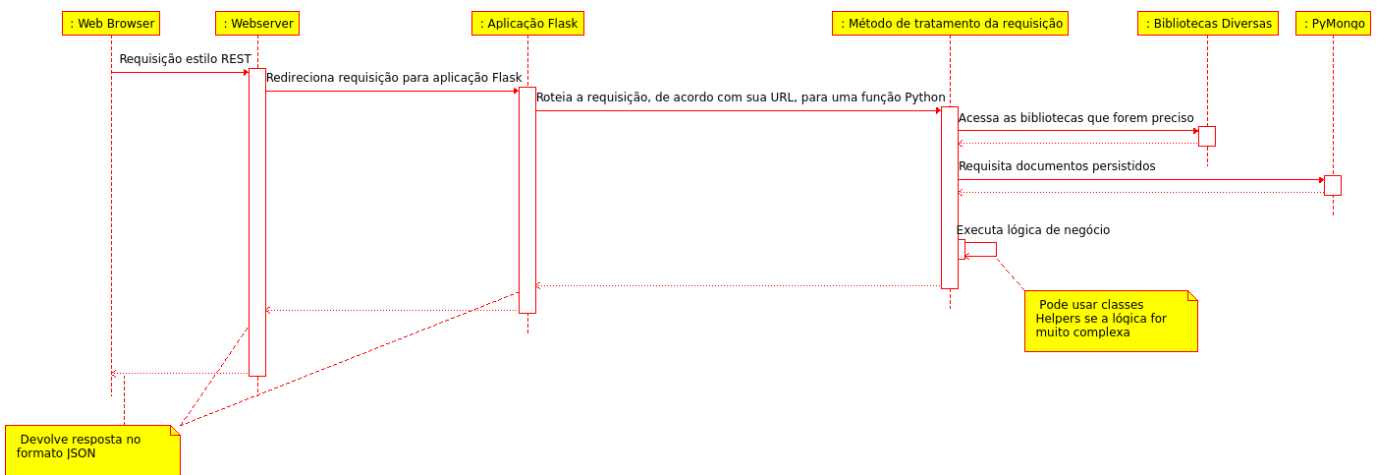 : Web Browser
: Webserver
: Aplicação Flask
: Método de tratamento da requisição
: Bibliotecas Diversas
: PyMongo
Requisição estilo REST
Redireciona requisição para aplicação Flask
Roteia a requisição, de acordo com sua URL, para uma função Python
Acessa as bibliotecas que forem preciso
Requisita documentos persistidos
Executa lógica de negócio
Pode usar classes
Helpers se a lógica for
muito complexa
Devolve resposta no
formato JSON